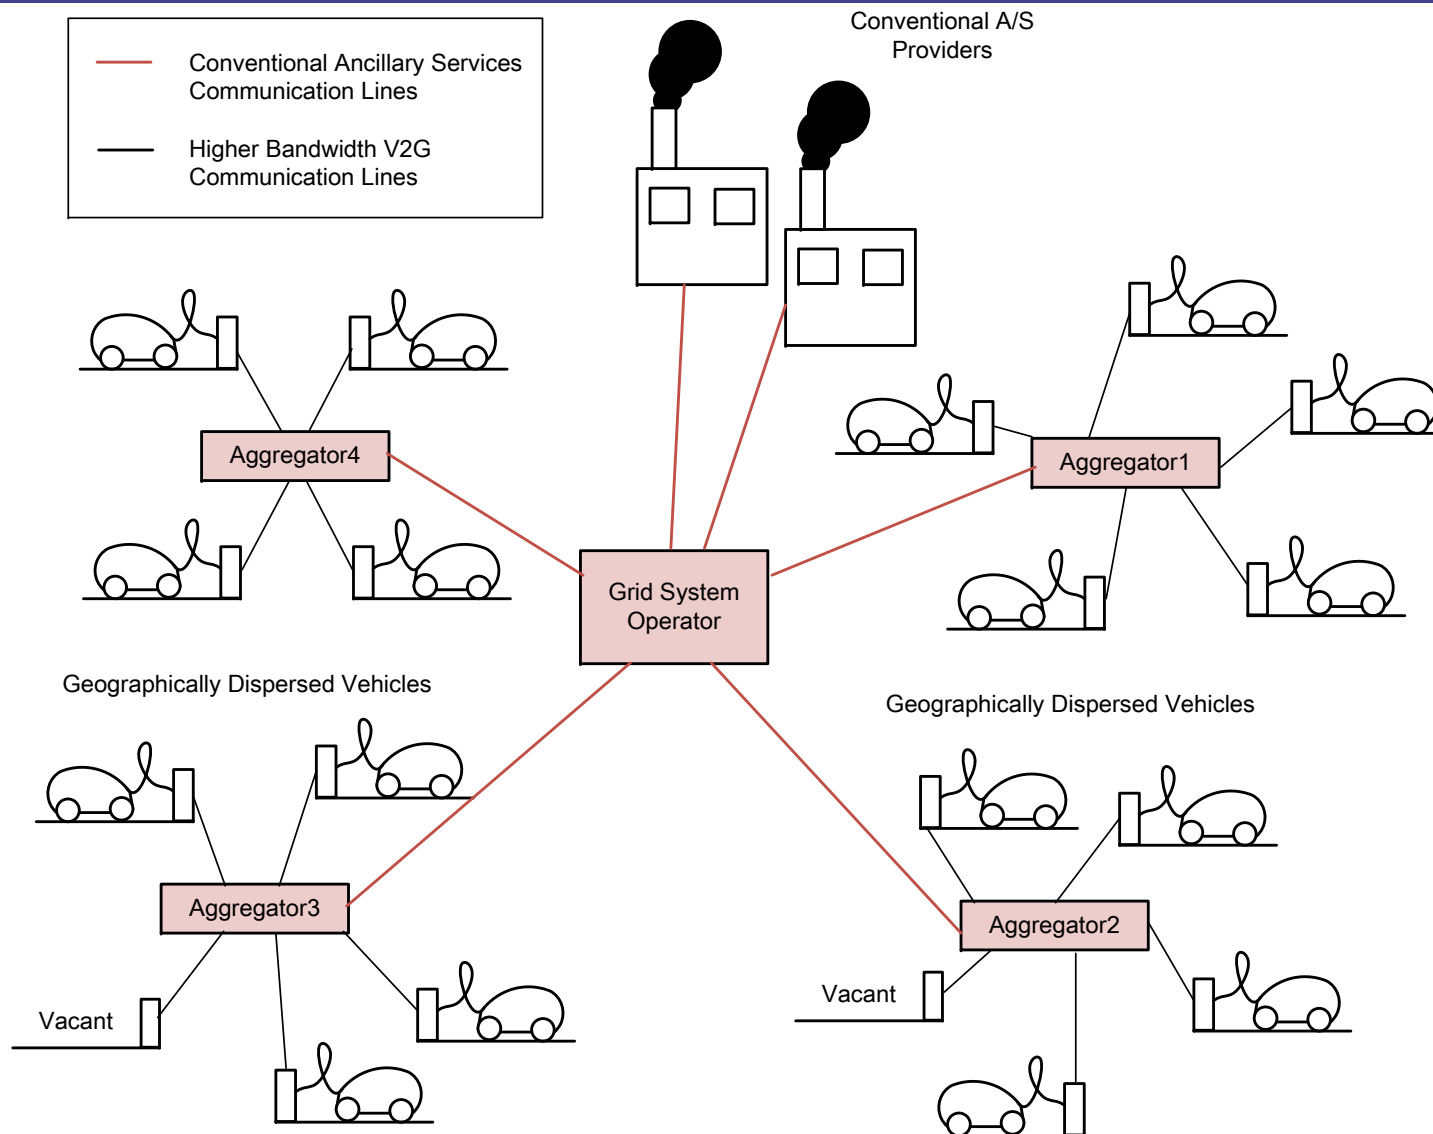 Conventional A/S
Providers
Conventional Ancillary Services
Communication Lines
Higher Bandwidth V2G
Communication Lines
Aggregator4
Aggregator1
Grid System
Operator
Geographically Dispersed Vehicles
Geographically Dispersed Vehicles
Aggregator3
Aggregator2
Vacant
Vacant